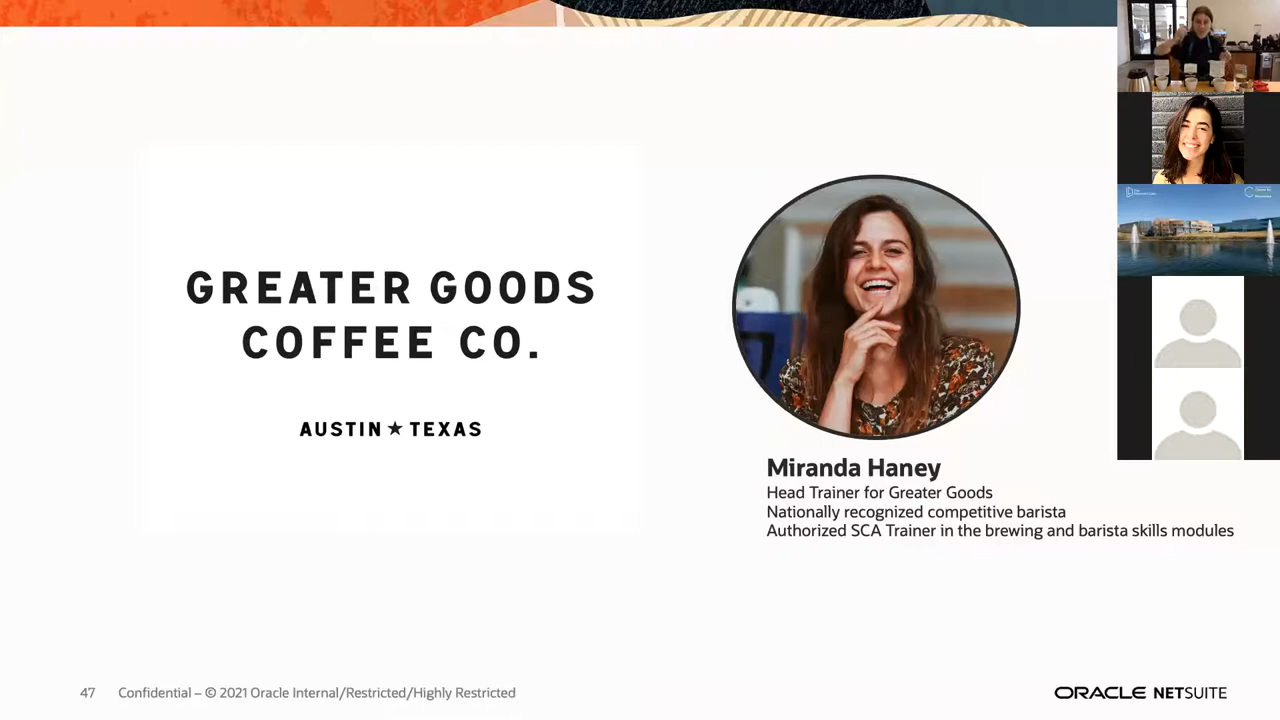 GREATER GOODS
COFFEE CO.
AUSTIN ★ TEXAS
Miranda Haney
Head Trainer for Greater Goods
Nationally recognized competitive barista
Authorized SCA Trainer in the brewing and barista skills modules
47 Confidential – © 2021 Oracle Internal/Restricted/Highly Restricted
ORACLE NETSUITE